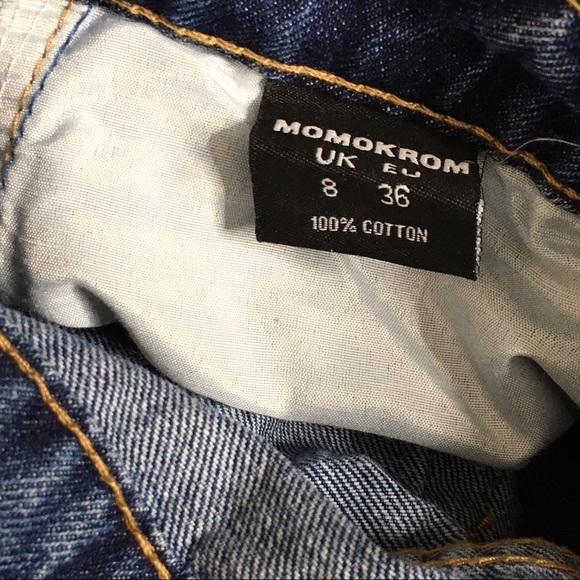 MOMOKROM
UK EU
8 36
100% COTTON